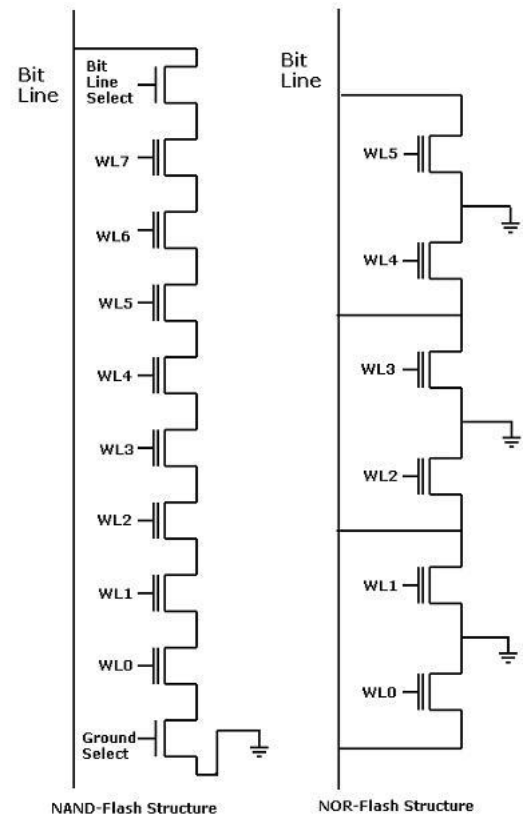 Bit
Line
Bit
Line
Select
WL7
WL6
WL5
WL4
WL3
WL2
WL1
WL0
Ground
Select
NAND-Flash Structure
Bit
Line
WL5
WL4
WL3
WL2
WL1
WL0
NOR-Flash Structure